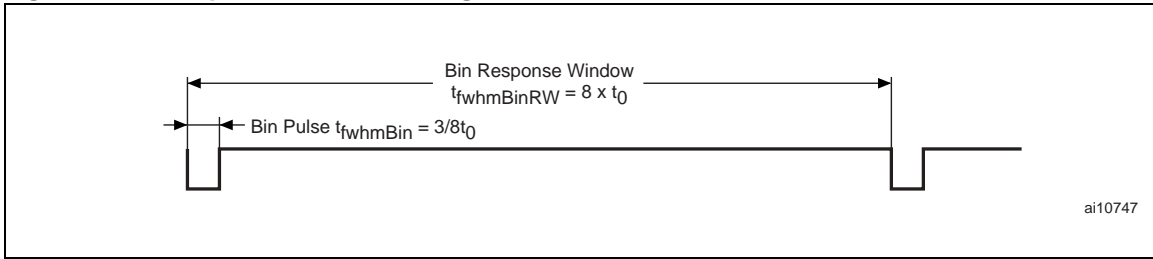 Bin Response Window
tfwhmBinRW = 8 x t0
Bin Pulse tfwhmBin = 3/8t0
ai10747